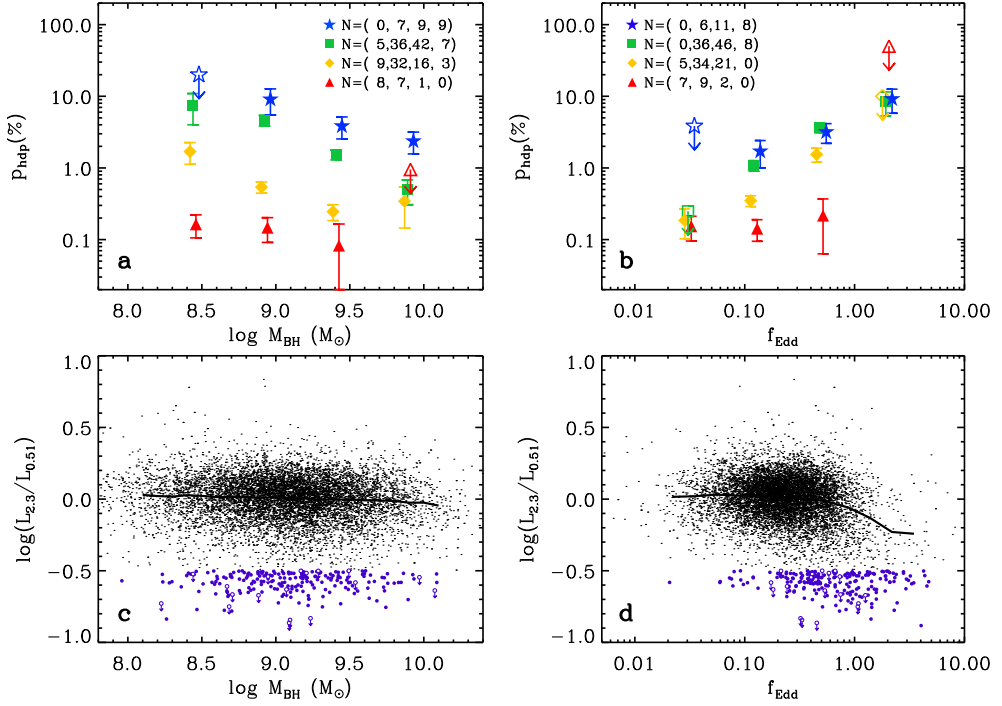 100.0
10.0
1.0
0.1
p_hdp(%)
N=( 0, 7, 9, 9)
N=( 5,36,42, 7)
N=( 9,32,16, 3)
N=( 8, 7, 1, 0)
a
8.0 8.5 9.0 9.5 10.0
log M_BH (M_⊙)
100.0
10.0
1.0
0.1
p_hdp(%)
N=( 0, 6,11, 8)
N=( 0,36,46, 8)
N=( 5,34,21, 0)
N=( 7, 9, 2, 0)
b
0.01 0.10 1.00 10.00
f_Edd
1.0
0.5
0.0
−0.5
−1.0
log(L_2.3/L_0.51)
c
8.0 8.5 9.0 9.5 10.0
log M_BH (M_⊙)
1.0
0.5
0.0
−0.5
−1.0
log(L_2.3/L_0.51)
d
0.01 0.10 1.00 10.00
f_Edd